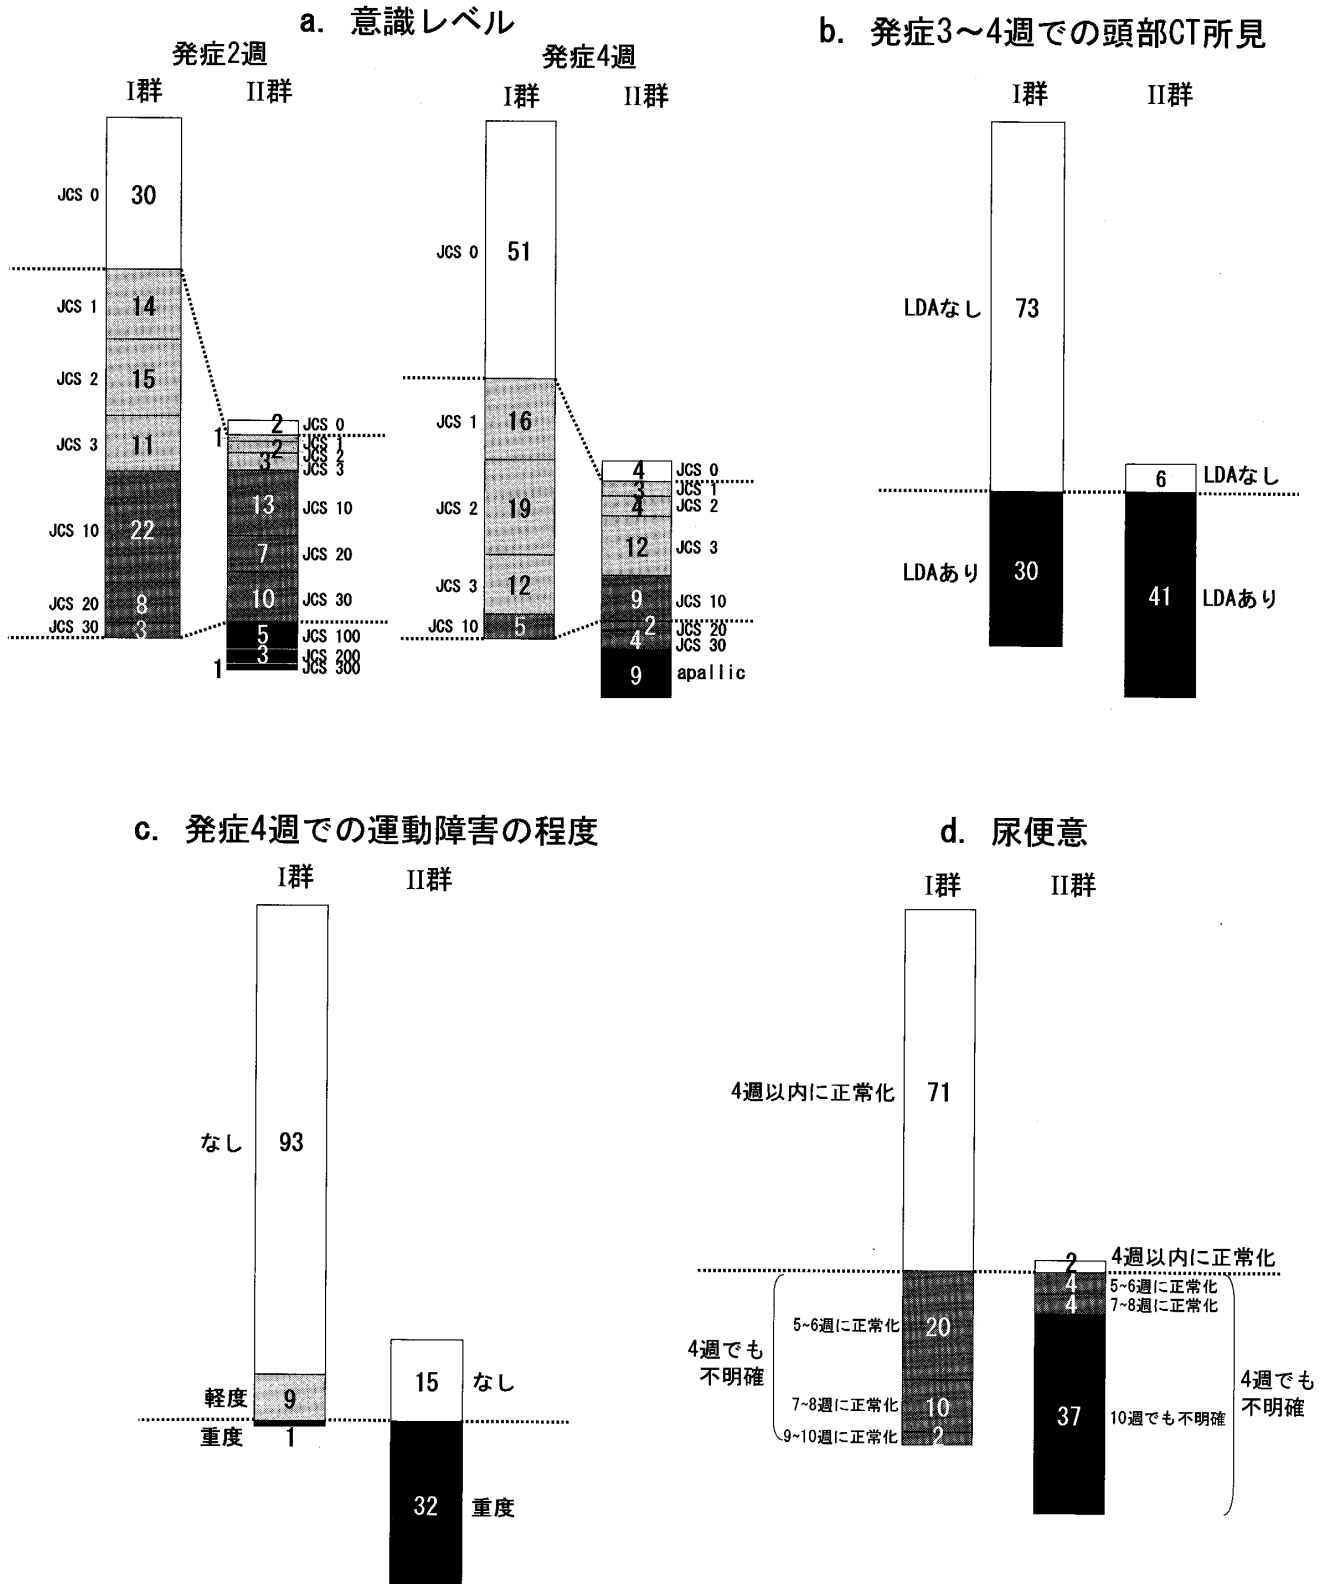 a. 意識レベル
発症2週
I群 II群
JCS 0 30
JCS 1 14
JCS 2 15
JCS 3 11
JCS 10 22
JCS 20 8
JCS 30 3
2 JCS 0
1 JCS 1
2 JCS 2
3 JCS 3
13 JCS 10
7 JCS 20
10 JCS 30
5 JCS 100
3 JCS 200
1 JCS 300
発症4週
I群 II群
JCS 0 51
JCS 1 16
JCS 2 19
JCS 3 12
JCS 10 5
4 JCS 0
3 JCS 1
4 JCS 2
12 JCS 3
9 JCS 10
2 JCS 20
4 JCS 30
9 apallic
b. 発症3～4週での頭部CT所見
I群 II群
LDAなし 73
LDAあり 30
6 LDAなし
41 LDAあり
c. 発症4週での運動障害の程度
I群 II群
なし 93
軽度 9
重度 1
15 なし
32 重度
d. 尿便意
I群 II群
4週以内に正常化 71
5~6週に正常化 20
7~8週に正常化 10
9~10週に正常化 2
4週でも
不明確
2 4週以内に正常化
4 5~6週に正常化
4 7~8週に正常化
37 10週でも不明確
4週でも
不明確